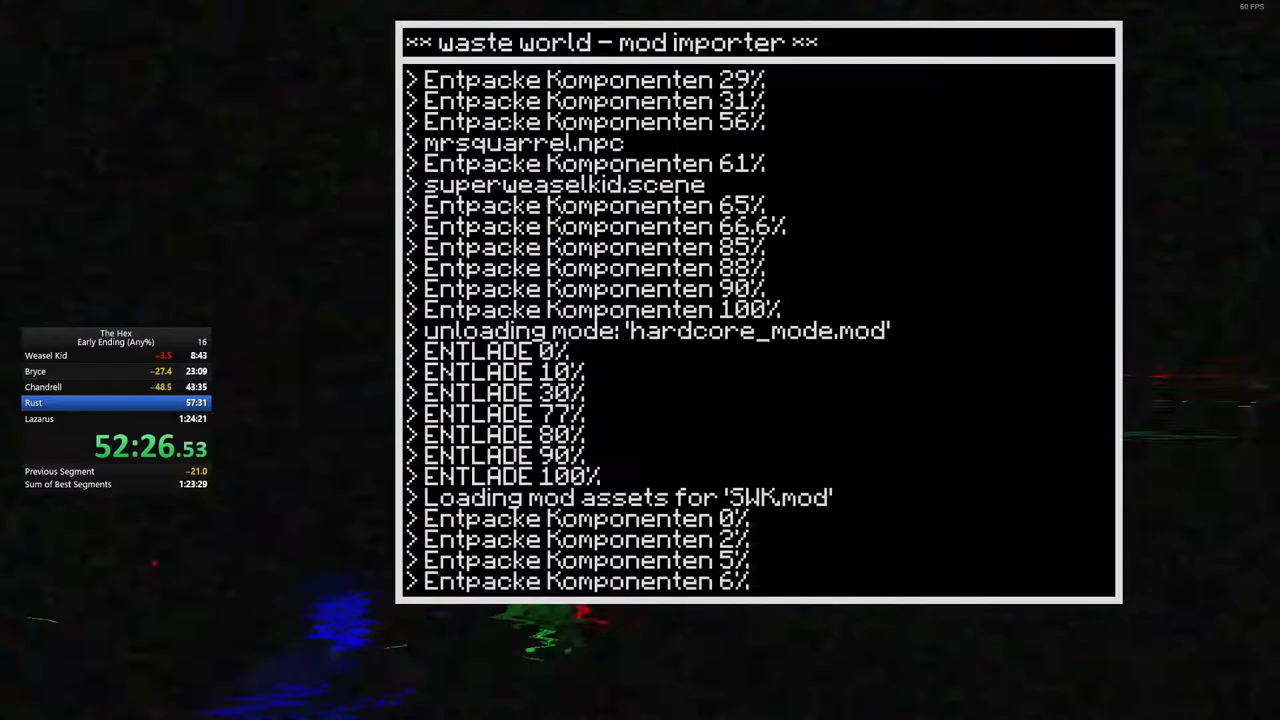 60 FPS
** waste world - mod importer **
> Entpacke Komponenten 29%
> Entpacke Komponenten 31%
> Entpacke Komponenten 56%
> mrsquarrel.npc
> Entpacke Komponenten 61%
> superweaselkid.scene
> Entpacke Komponenten 65%
> Entpacke Komponenten 66.6%
> Entpacke Komponenten 85%
> Entpacke Komponenten 88%
> Entpacke Komponenten 90%
> Entpacke Komponenten 100%
> unloading mode: 'hardcore_mode.mod'
> ENTLADE 0%
> ENTLADE 10%
> ENTLADE 30%
> ENTLADE 77%
> ENTLADE 80%
> ENTLADE 90%
> ENTLADE 100%
> Loading mod assets for 'SWK.mod'
> Entpacke Komponenten 0%
> Entpacke Komponenten 2%
> Entpacke Komponenten 5%
> Entpacke Komponenten 6%
The Hex
Early Ending (Any%) 16
Weasel Kid −3.5 8:43
Bryce −27.4 23:09
Chandrell −48.5 43:35
Rust 57:31
Lazarus 1:24:21
52:26.53
Previous Segment −21.0
Sum of Best Segments 1:23:29